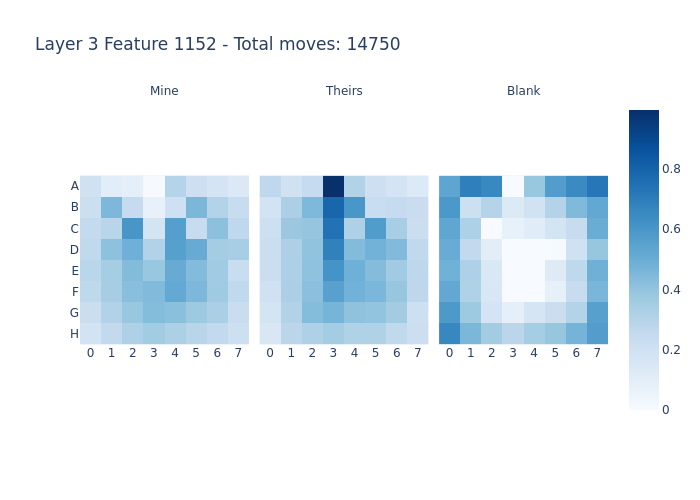 Layer 3 Feature 1152 - Total moves: 14750
Mine Theirs Blank
A
B
C
D
E
F
G
H
0 1 2 3 4 5 6 7 0 1 2 3 4 5 6 7 0 1 2 3 4 5 6 7
0.8
0.6
0.4
0.2
0